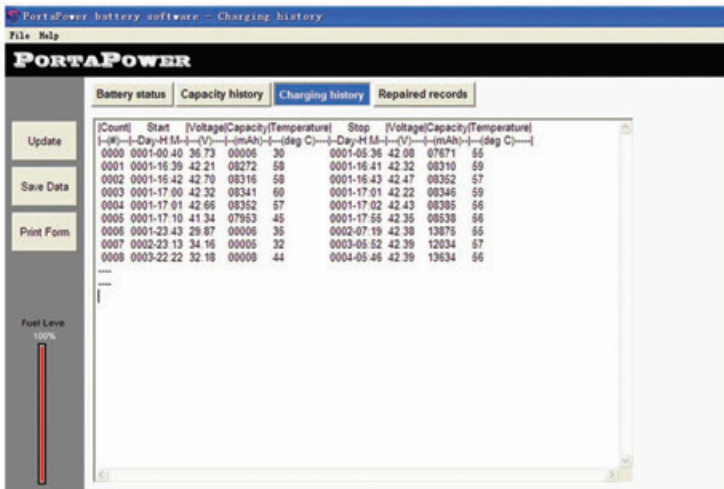 PortaPower battery software - Charging history
File Help
PORTAPOWER
Battery status Capacity history Charging history Repaired records
Update
Save Data
Print Form
Fuel Leve
100%
|Count| Start |Voltage|Capacity|Temperature| Stop |Voltage|Capacity|Temperature|
|--(#)--|--Day-H:M--|---(V)----|--(mAh)--|---(deg C)----|--Day-H:M--|---(V)----|--(mAh)--|---(deg C)-----|
0000 0001-00:40 36.73 00006 30 0001-05:36 42.08 07671 55
0001 0001-16:39 42.21 08272 58 0001-16:41 42.32 08310 59
0002 0001-16:42 42.70 08316 58 0001-16:43 42.47 08352 57
0003 0001-17:00 42.32 08341 60 0001-17:01 42.22 08346 59
0004 0001-17:01 42.66 08352 57 0001-17:02 42.43 08385 56
0005 0001-17:10 41.34 07953 45 0001-17:55 42.35 08538 56
0006 0001-23:43 29.87 00006 35 0002-07:19 42.38 13875 55
0007 0002-23:13 34.16 00005 32 0003-05:52 42.39 12034 57
0008 0003-22:22 32.18 00008 44 0004-05:46 42.39 13634 56
----
----